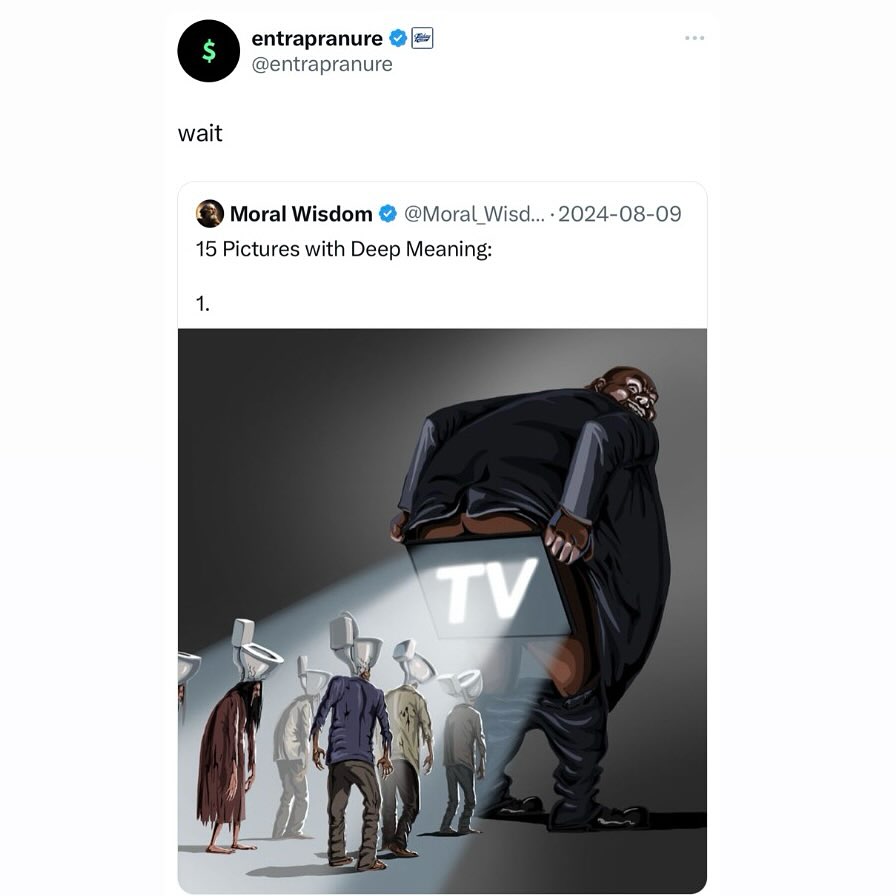 $
entrapranure
@entrapranure
wait
Moral Wisdom @Moral_Wisd... · 2024-08-09
15 Pictures with Deep Meaning:
1.
TV